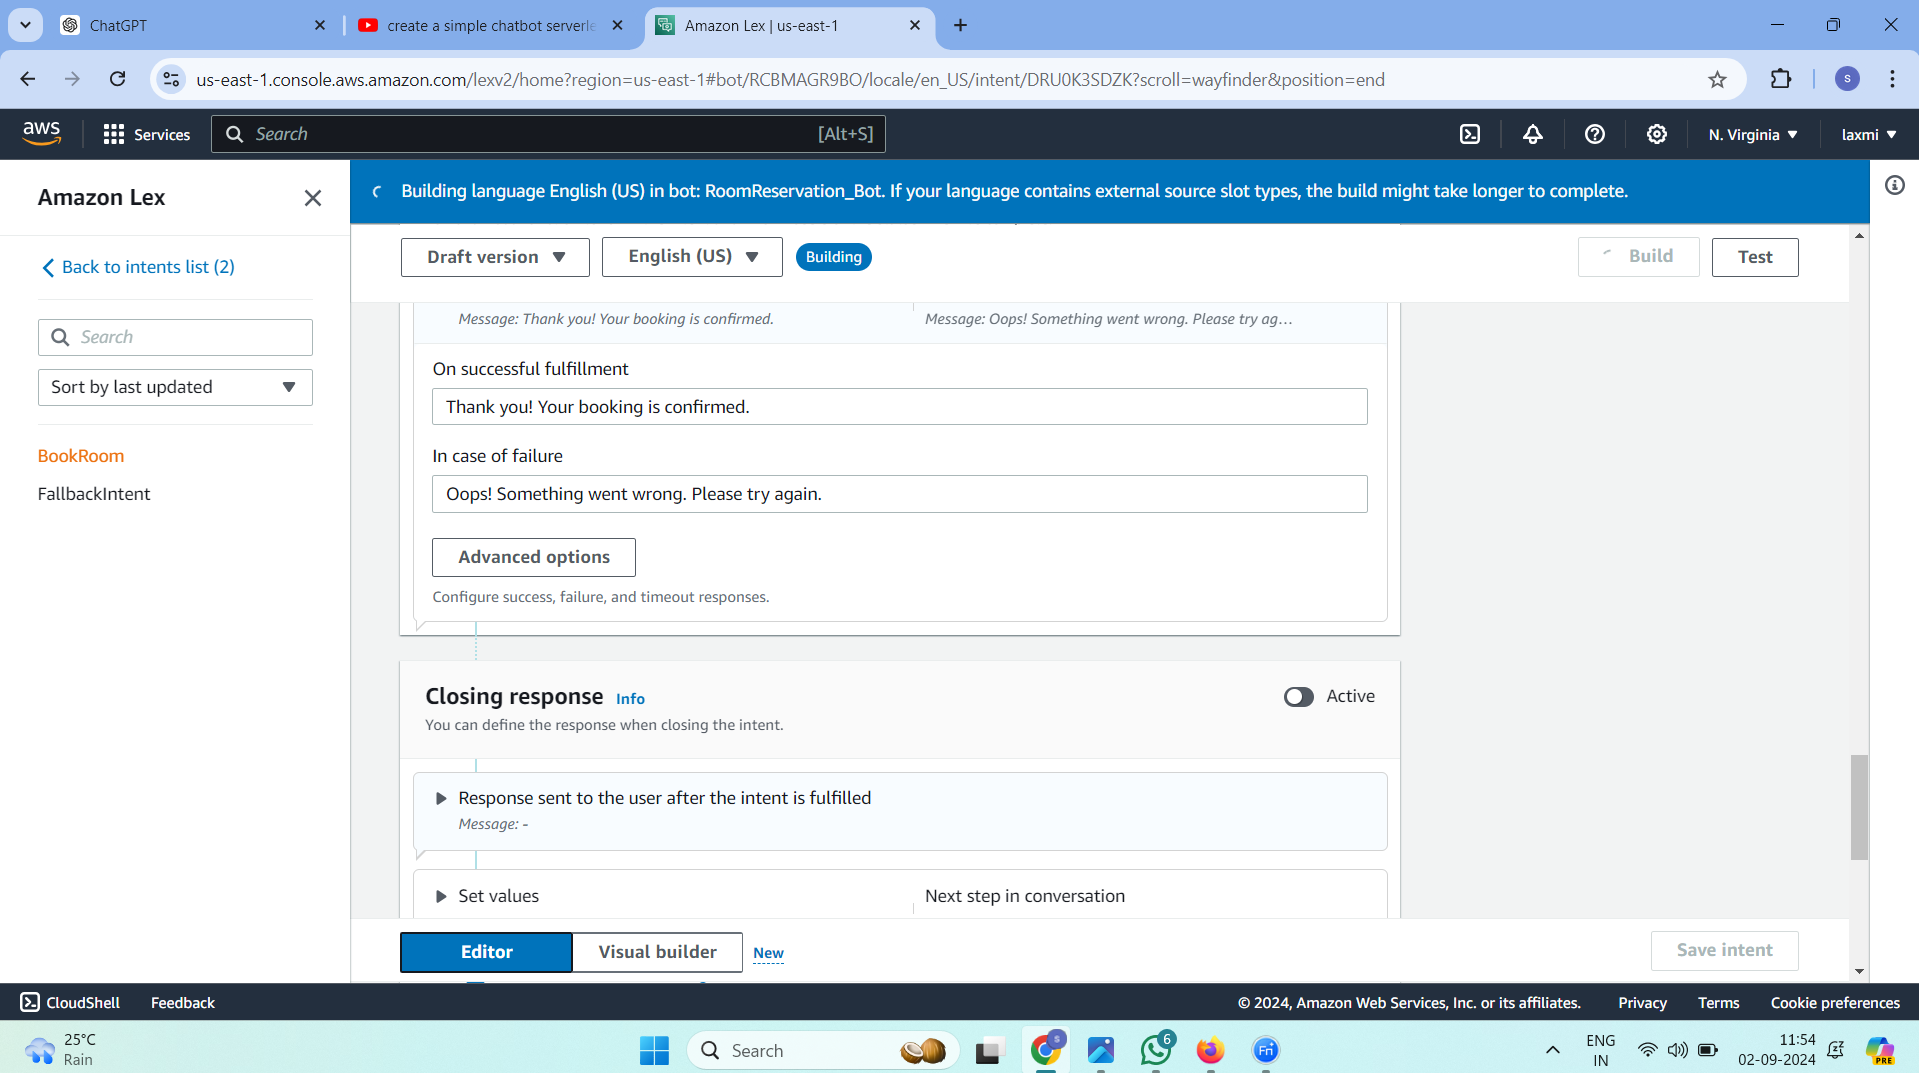 ChatGPT
create a simple chatbot serverle
Amazon Lex | us-east-1
us-east-1.console.aws.amazon.com/lexv2/home?region=us-east-1#bot/RCBMAGR9BO/locale/en_US/intent/DRU0K3SDZK?scroll=wayfinder&position=end
S
aws
Services
Search
[Alt+S]
N. Virginia
laxmi
Amazon Lex
Building language English (US) in bot: RoomReservation_Bot. If your language contains external source slot types, the build might take longer to complete.
Back to intents list (2)
Draft version
English (US)
Building
Build
Test
Search
Sort by last updated
BookRoom
FallbackIntent
Message: Thank you! Your booking is confirmed.
Message: Oops! Something went wrong. Please try ag...
On successful fulfillment
Thank you! Your booking is confirmed.
In case of failure
Oops! Something went wrong. Please try again.
Advanced options
Configure success, failure, and timeout responses.
Closing response Info
Active
You can define the response when closing the intent.
Response sent to the user after the intent is fulfilled
Message: -
Set values
Next step in conversation
Editor
Visual builder
New
Save intent
CloudShell
Feedback
© 2024, Amazon Web Services, Inc. or its affiliates.
Privacy
Terms
Cookie preferences
25°C
Rain
Search
S
6
Fn
ENG
IN
11:54
02-09-2024
PRE